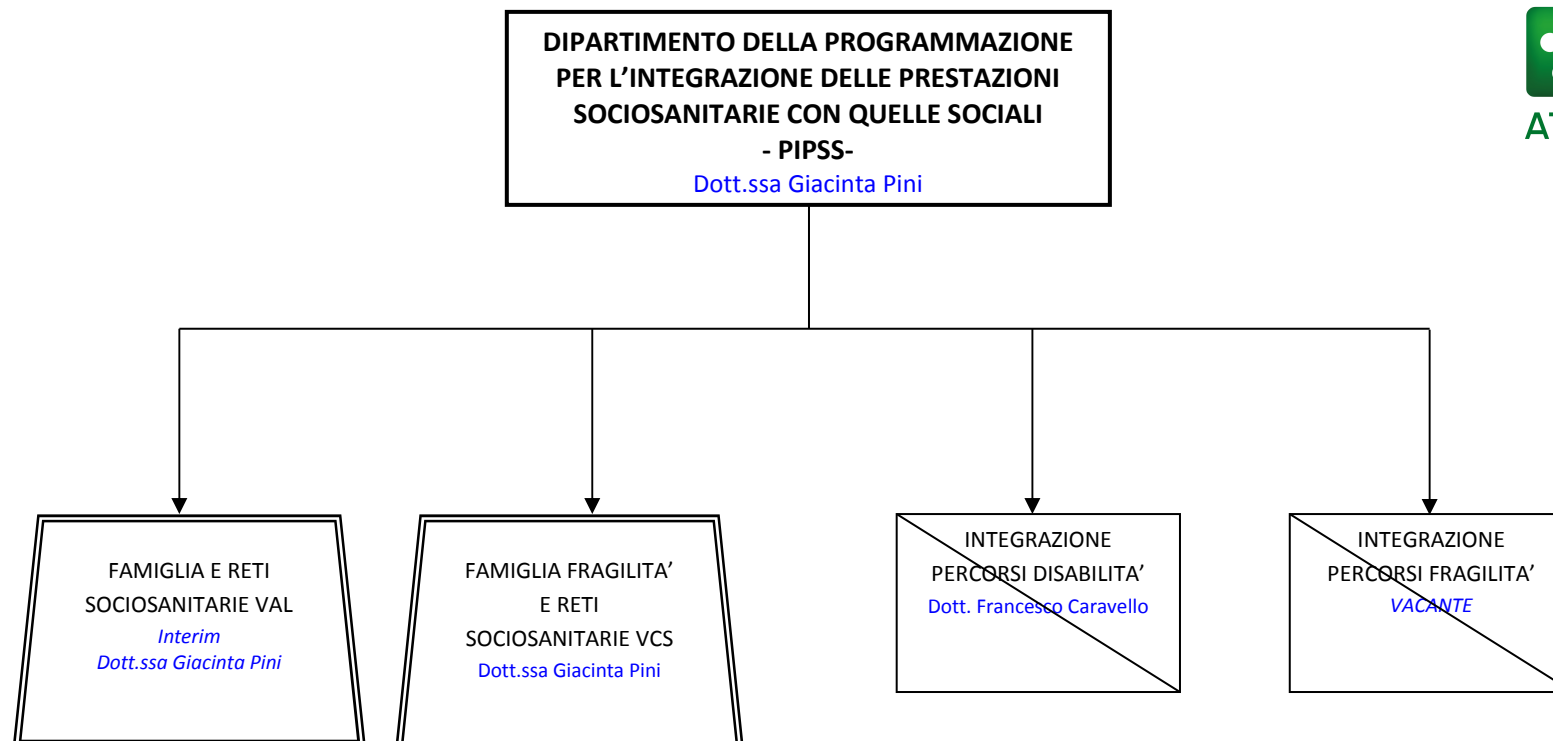 DIPARTIMENTO DELLA PROGRAMMAZIONE
PER L’INTEGRAZIONE DELLE PRESTAZIONI
SOCIOSANITARIE CON QUELLE SOCIALI
- PIPSS-
Dott.ssa Giacinta Pini
FAMIGLIA E RETI
SOCIOSANITARIE VAL
Interim
Dott.ssa Giacinta Pini
FAMIGLIA FRAGILITA’
E RETI
SOCIOSANITARIE VCS
Dott.ssa Giacinta Pini
INTEGRAZIONE
PERCORSI DISABILITA’
Dott. Francesco Caravello
INTEGRAZIONE
PERCORSI FRAGILITA’
VACANTE